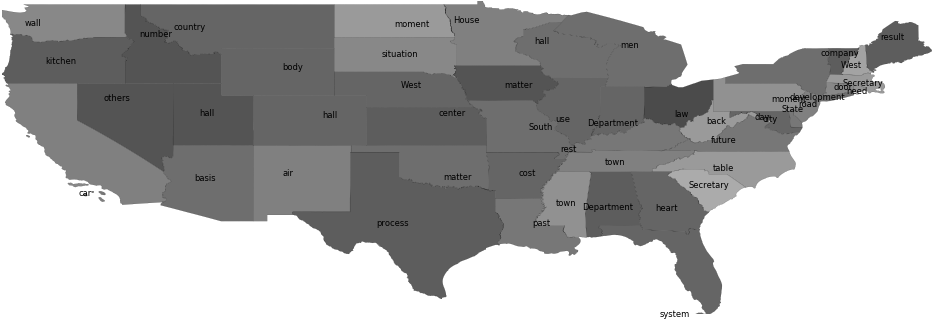 wall
number
country
moment
House
hall
men
company
result
West
kitchen
body
situation
West
matter
others
hall
hall
center
South
use
Department
law
moment
development
door
Secretary
need
road
State
day
city
back
future
rest
basis
air
matter
cost
town
table
Secretary
car
process
past
town
Department
heart
system